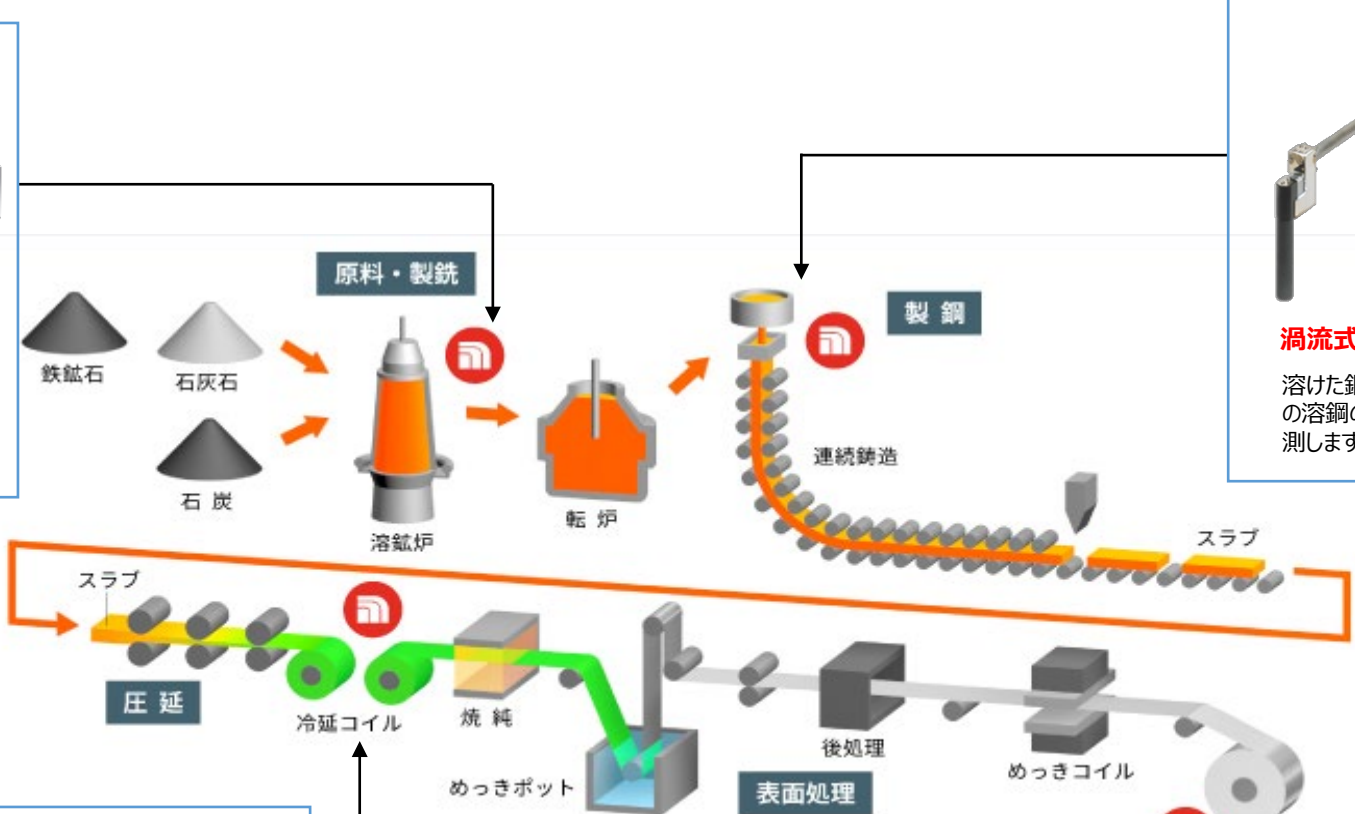 原料・製銑
製 鋼
鉄鉱石
石灰石
石 炭
溶鉱炉
転 炉
連続鋳造
スラブ
渦流式
溶けた
の溶鋼
測します
スラブ
圧 延
冷延コイル
焼 純
めっきポット
後処理
表面処理
めっきコイル